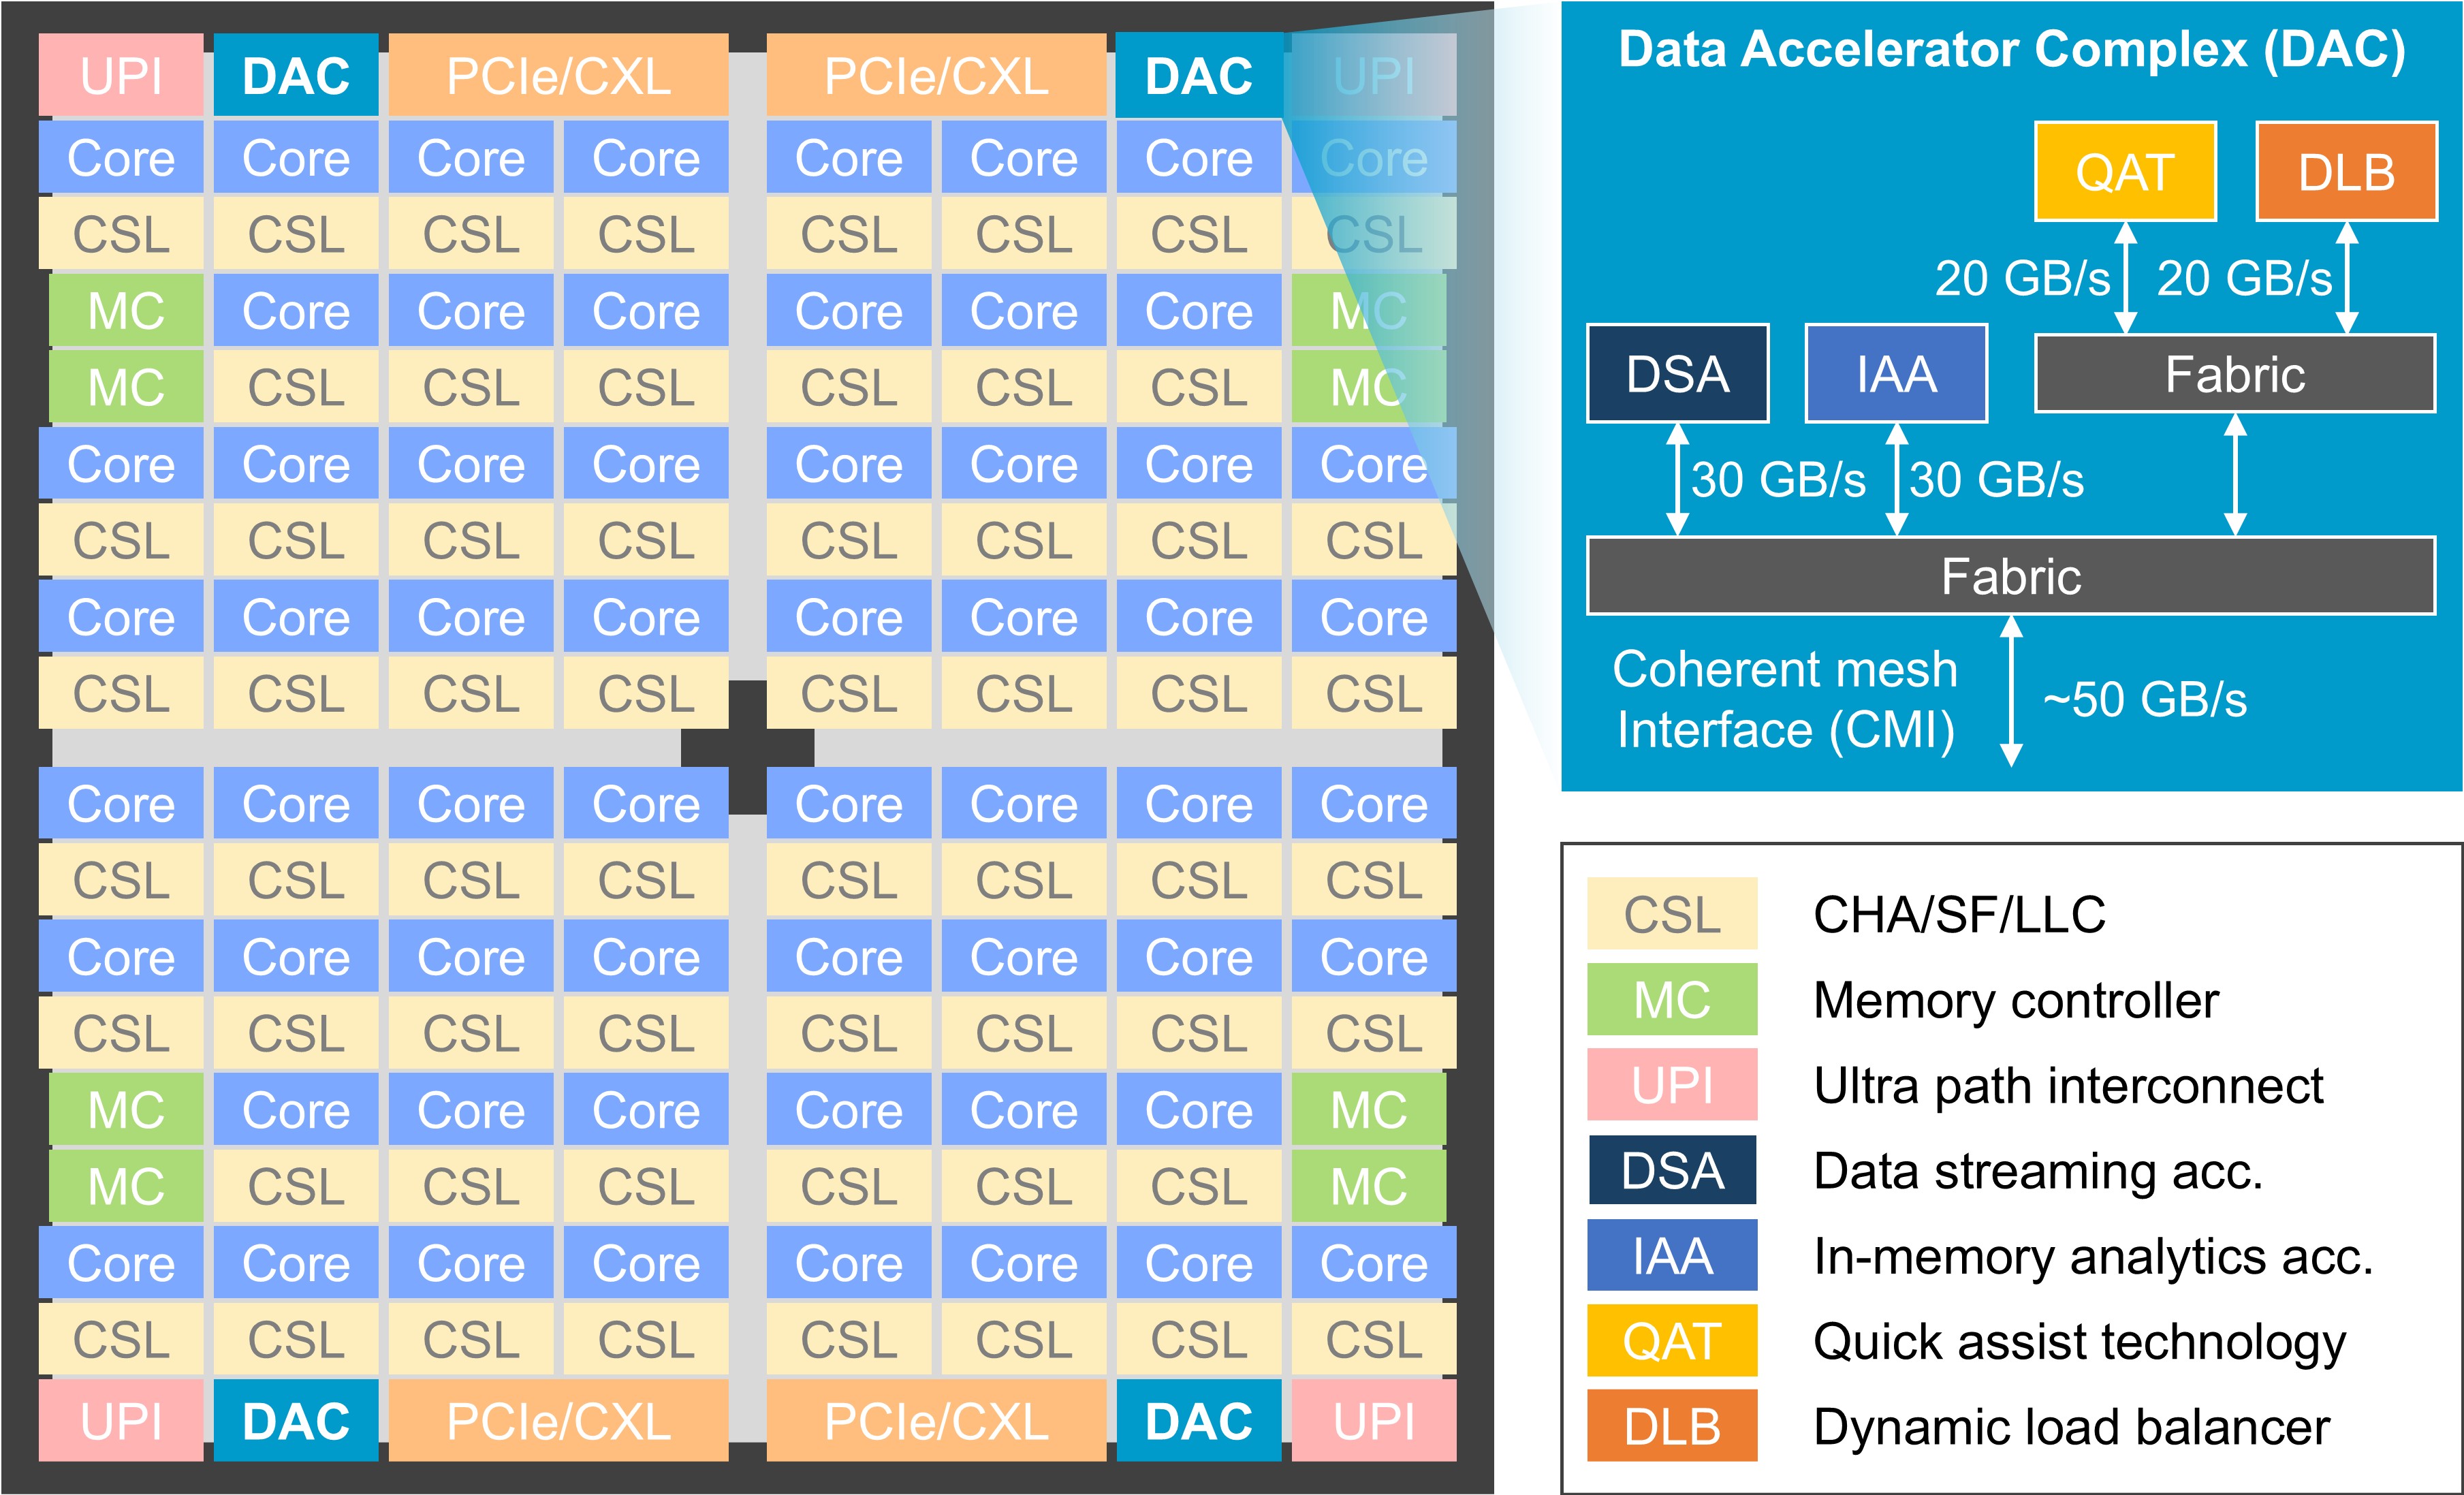 UPI DAC PCIe/CXL PCIe/CXL DAC UPI
Core Core Core Core Core Core Core Core
CSL CSL CSL CSL CSL CSL CSL CSL
MC Core Core Core Core Core Core MC
MC CSL CSL CSL CSL CSL CSL MC
Core Core Core Core Core Core Core Core
CSL CSL CSL CSL CSL CSL CSL CSL
Core Core Core Core Core Core Core Core
CSL CSL CSL CSL CSL CSL CSL CSL
Core Core Core Core Core Core Core Core
CSL CSL CSL CSL CSL CSL CSL CSL
Core Core Core Core Core Core Core Core
CSL CSL CSL CSL CSL CSL CSL CSL
MC Core Core Core Core Core Core MC
MC CSL CSL CSL CSL CSL CSL MC
Core Core Core Core Core Core Core Core
CSL CSL CSL CSL CSL CSL CSL CSL
UPI DAC PCIe/CXL PCIe/CXL DAC UPI
Data Accelerator Complex (DAC)
QAT DLB
20 GB/s 20 GB/s
DSA IAA Fabric
30 GB/s 30 GB/s
Fabric
Coherent mesh
Interface (CMI)
~50 GB/s
CSL CHA/SF/LLC
MC Memory controller
UPI Ultra path interconnect
DSA Data streaming acc.
IAA In-memory analytics acc.
QAT Quick assist technology
DLB Dynamic load balancer